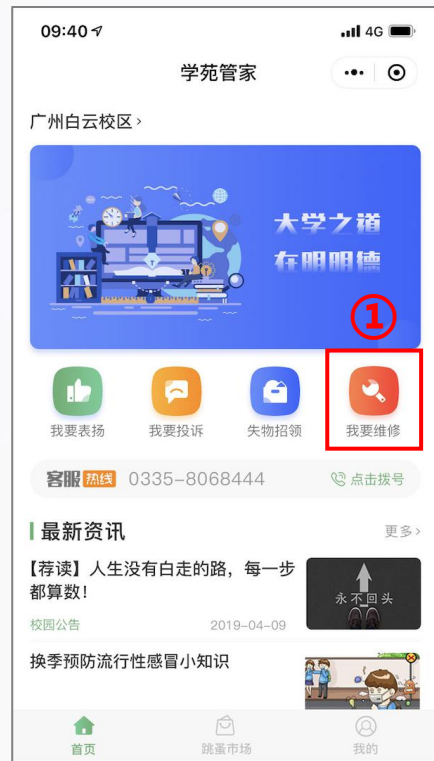 09:40
4G
学苑管家
广州白云校区
大学之道
在明明德
①
我要表扬
我要投诉
失物招领
我要维修
客服 热线 0335-8068444 点击拨号
最新资讯
更多
【荐读】人生没有白走的路，每一步
都算数！
永不回头
校园公告
2019-04-09
换季预防流行性感冒小知识
首页
跳蚤市场
我的